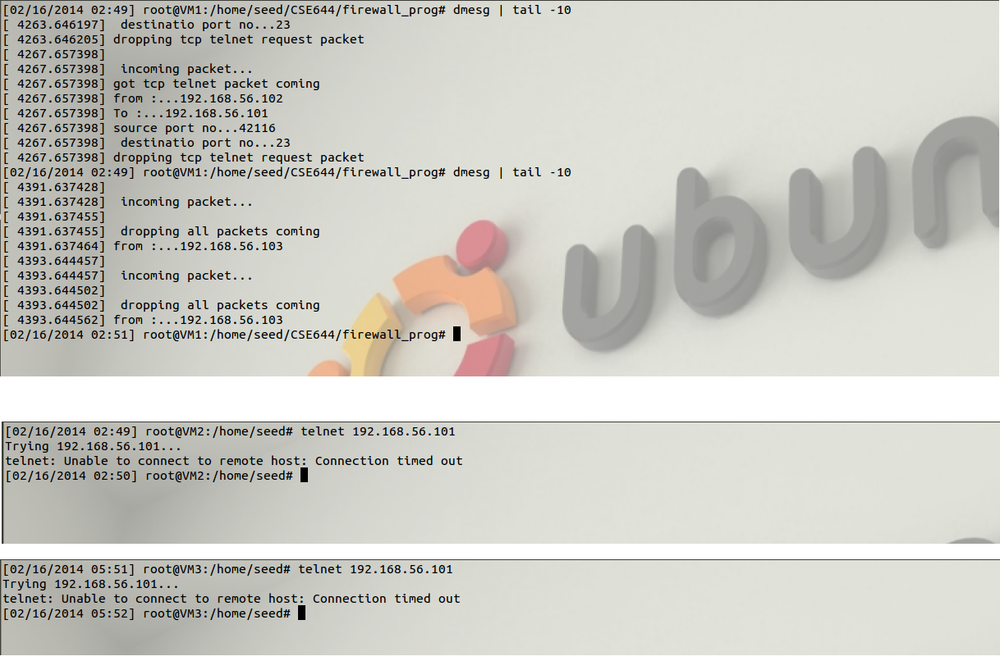 [02/16/2014 02:49] root@VM1:/home/seed/CSE644/firewall_prog# dmesg | tail -10
[ 4263.646197]  destinatio port no...23
[ 4263.646205] dropping tcp telnet request packet
[ 4267.657398]
[ 4267.657398]  incoming packet...
[ 4267.657398] got tcp telnet packet coming
[ 4267.657398] from :...192.168.56.102
[ 4267.657398] To :...192.168.56.101
[ 4267.657398] source port no...42116
[ 4267.657398]  destinatio port no...23
[ 4267.657398] dropping tcp telnet request packet
[02/16/2014 02:49] root@VM1:/home/seed/CSE644/firewall_prog# dmesg | tail -10
[ 4391.637428]
[ 4391.637428]  incoming packet...
[ 4391.637455]
[ 4391.637455]  dropping all packets coming
[ 4391.637464] from :...192.168.56.103
[ 4393.644457]
[ 4393.644457]  incoming packet...
[ 4393.644502]
[ 4393.644502]  dropping all packets coming
[ 4393.644562] from :...192.168.56.103
[02/16/2014 02:51] root@VM1:/home/seed/CSE644/firewall_prog#
ubun
[02/16/2014 02:49] root@VM2:/home/seed# telnet 192.168.56.101
Trying 192.168.56.101...
telnet: Unable to connect to remote host: Connection timed out
[02/16/2014 02:50] root@VM2:/home/seed#
[02/16/2014 05:51] root@VM3:/home/seed# telnet 192.168.56.101
Trying 192.168.56.101...
telnet: Unable to connect to remote host: Connection timed out
[02/16/2014 05:52] root@VM3:/home/seed#